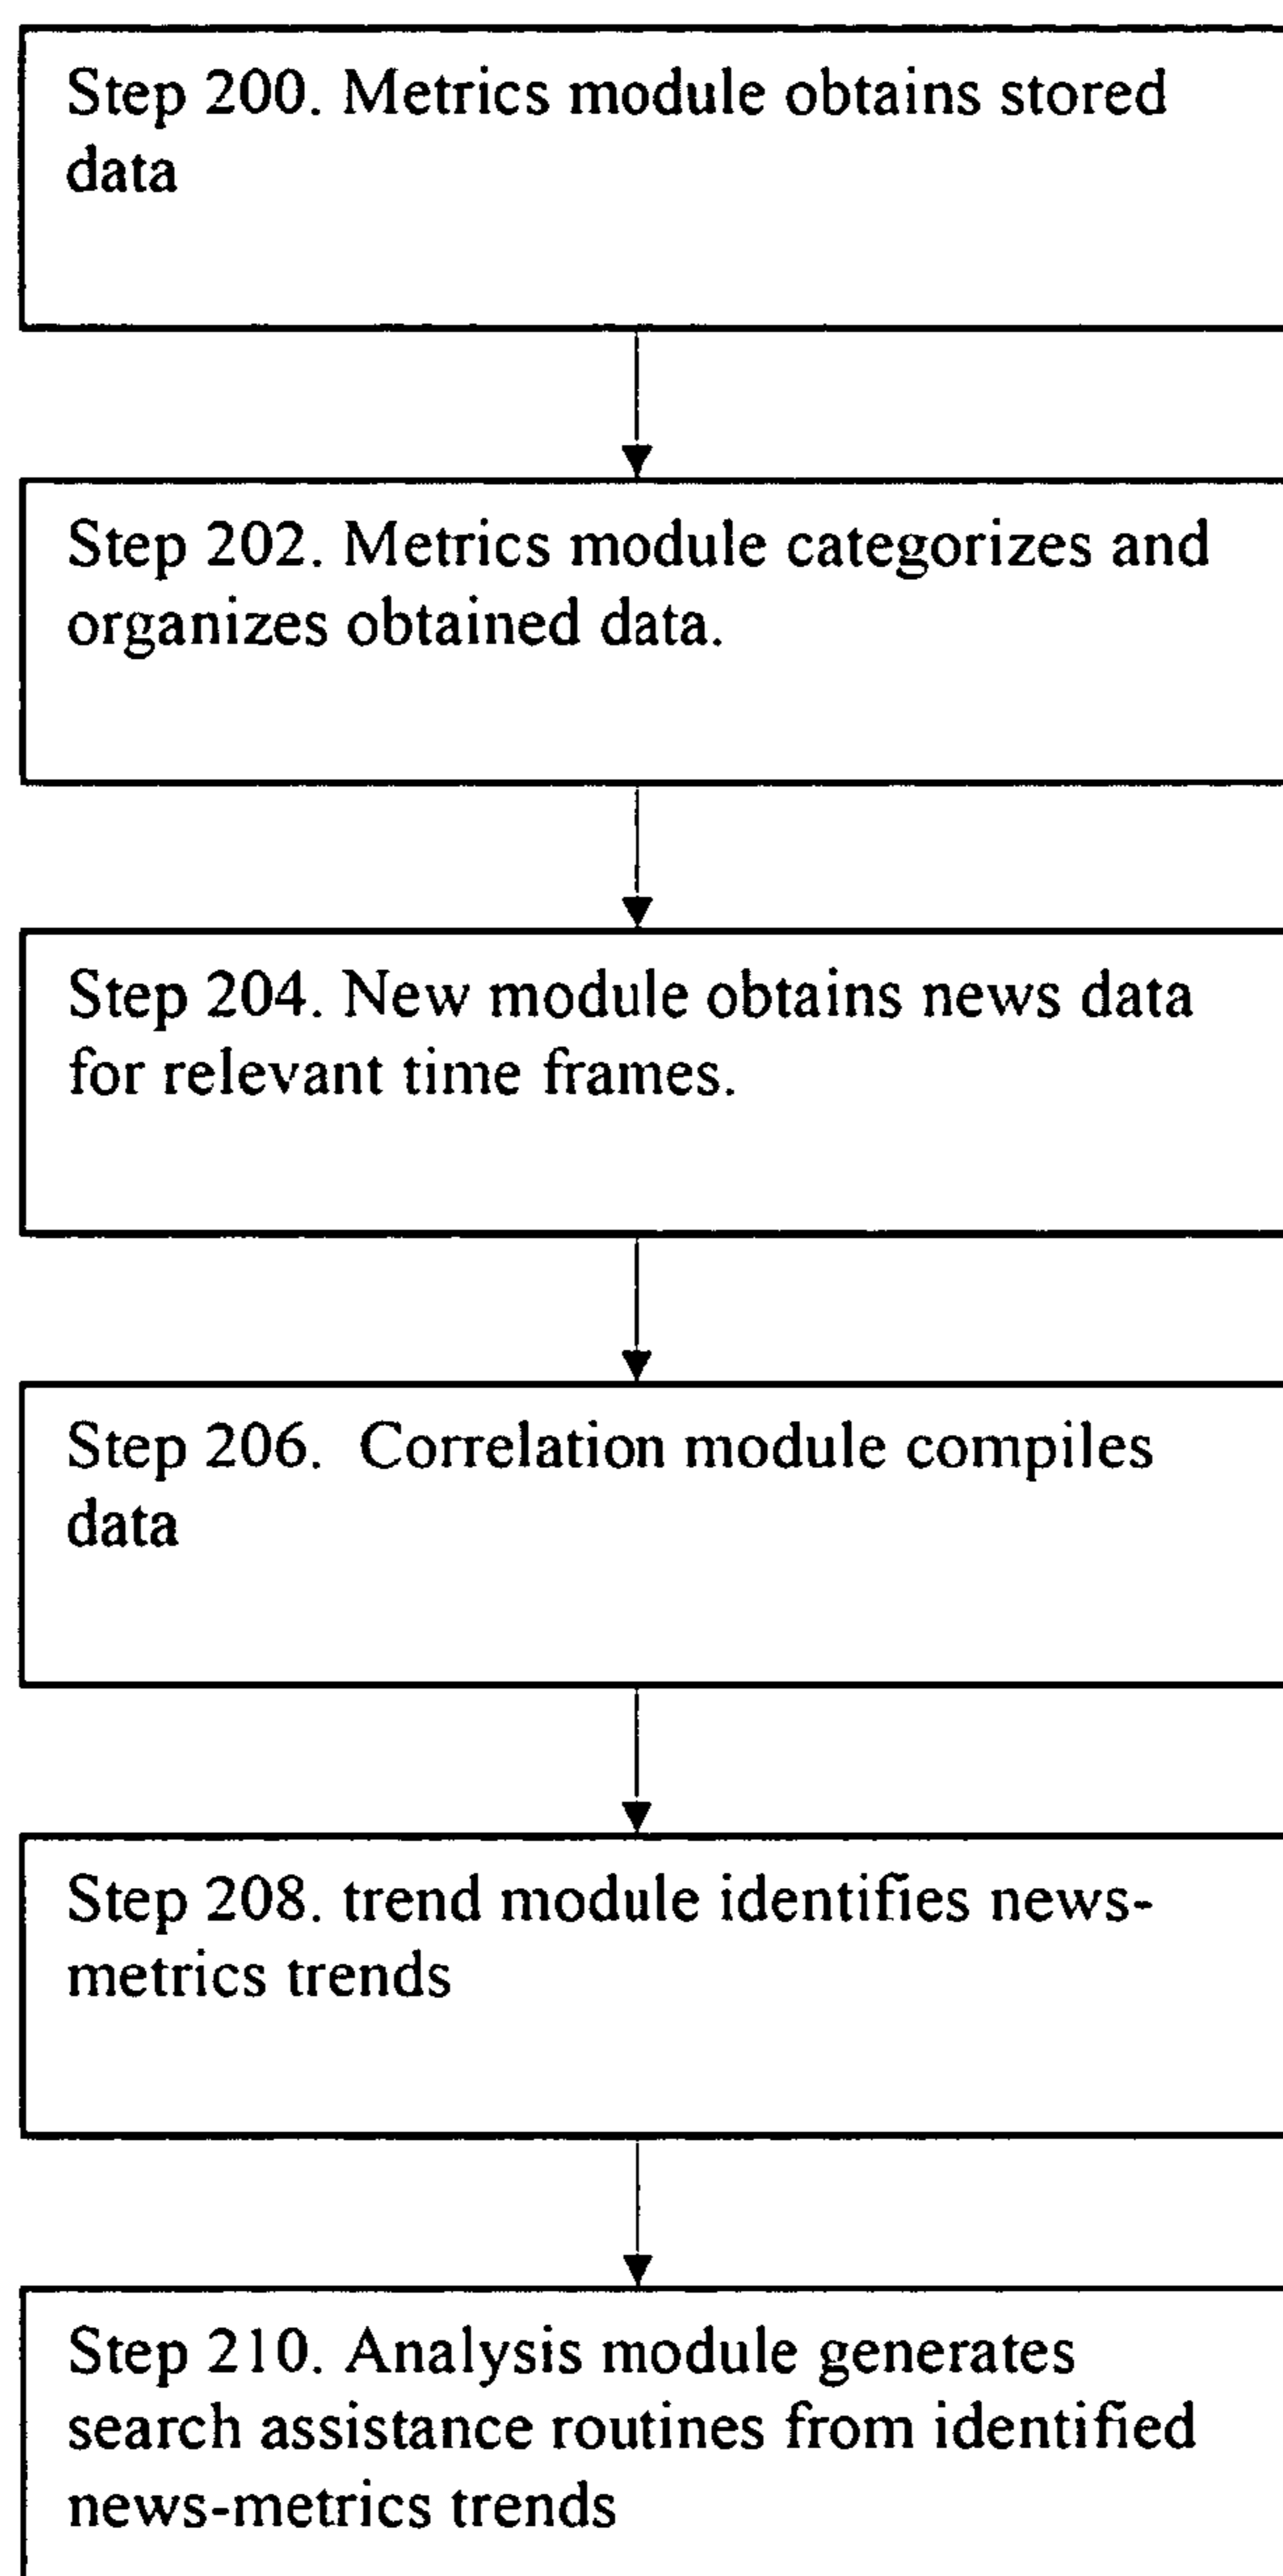 Step 200. Metrics module obtains stored
data
Step 202. Metrics module categorizes and
organizes obtained data.
Step 204. New module obtains news data
for relevant time frames.
Step 206.  Correlation module compiles
data
Step 208. trend module identifies news-
metrics trends
Step 210. Analysis module generates
search assistance routines from identified
news-metrics trends